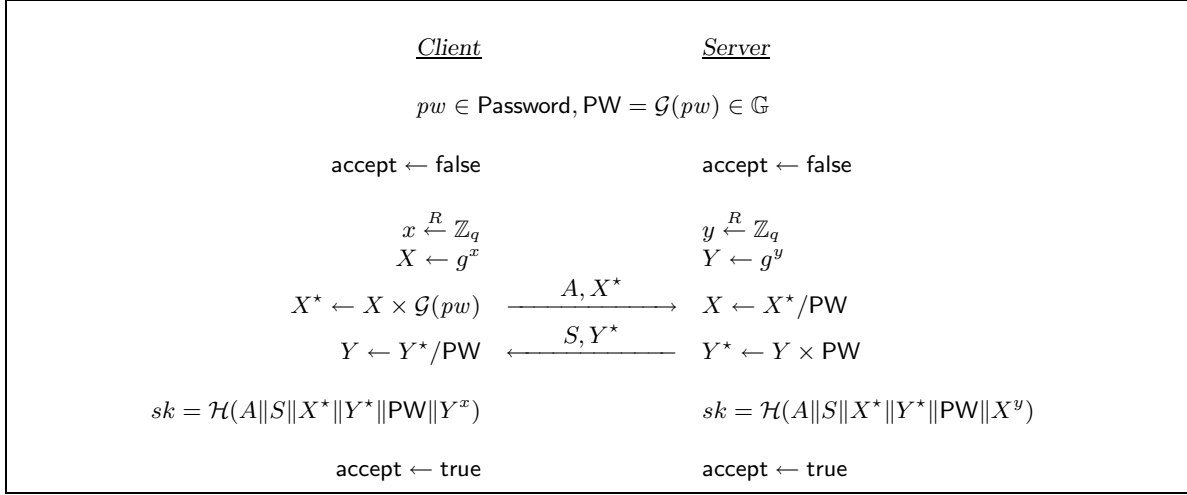 Client Server
pw ∈ Password, PW = 𝒢(pw) ∈ 𝔾
accept ← false accept ← false
x ←R ℤq y ←R ℤq
X ← g^x Y ← g^y
X⋆ ← X × 𝒢(pw) A, X⋆ X ← X⋆/PW
Y ← Y⋆/PW S, Y⋆ Y⋆ ← Y × PW
sk = ℋ(A‖S‖X⋆‖Y⋆‖PW‖Y^x) sk = ℋ(A‖S‖X⋆‖Y⋆‖PW‖X^y)
accept ← true accept ← true